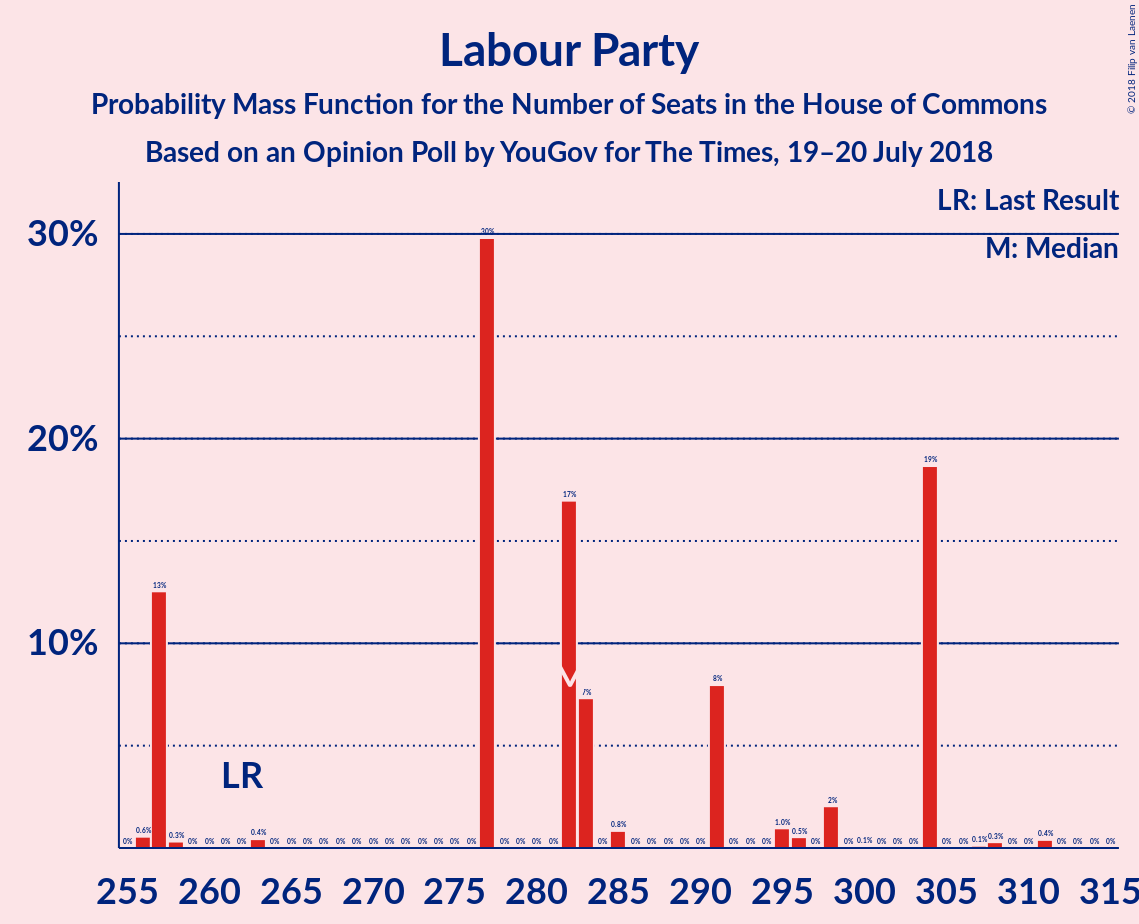 Labour Party
Probability Mass Function for the Number of Seats in the House of Commons
Based on an Opinion Poll by YouGov for The Times, 19–20 July 2018
© 2018 Filip van Laenen
LR: Last Result
M: Median
30%
20%
10%
0% 0.6% 13% 0.3% 0% 0% 0% 0% 0.4% 0% 0% 0% 0% 0% 0% 0% 0% 0% 0% 0% 0% 0% 30% 0% 0% 0% 0% 17% 7% 0% 0.8% 0% 0% 0% 0% 0% 8% 0% 0% 0% 1.0% 0.5% 0% 2% 0% 0.1% 0% 0% 0% 19% 0% 0% 0.1% 0.3% 0% 0% 0.4% 0% 0% 0% 0%
M
LR
255 260 265 270 275 280 285 290 295 300 305 310 315